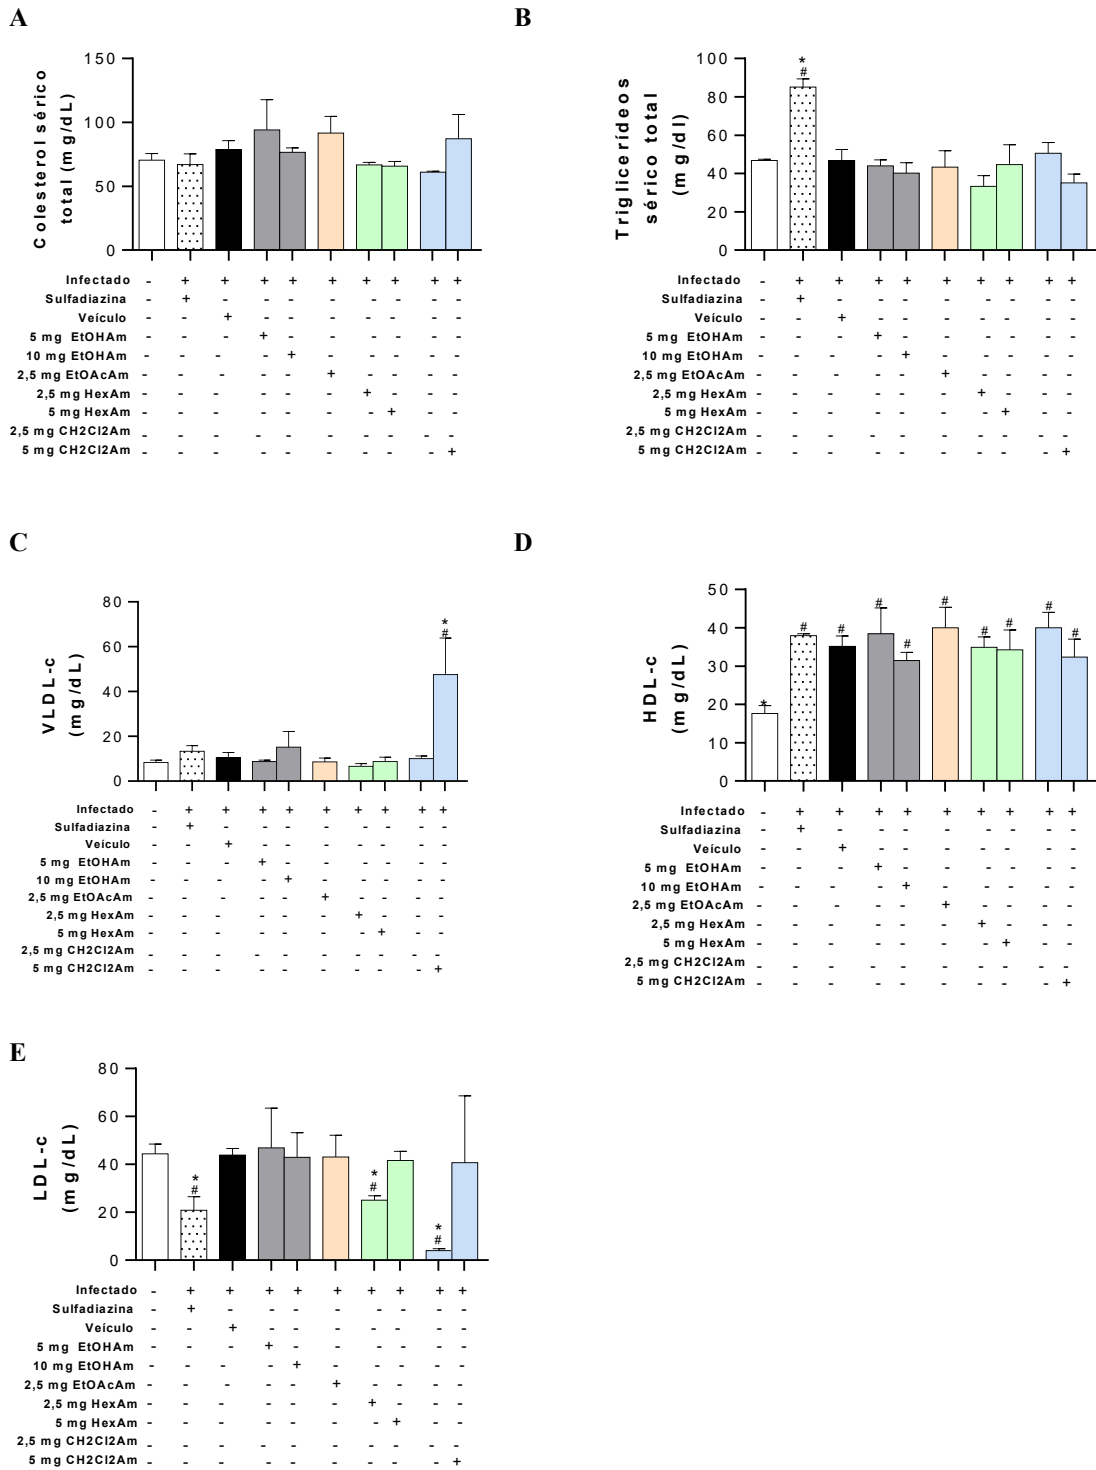 A
Colesterol sérico
total (mg/dL)
150
100
50
0
Infectado - + + + + + + + + +
Sulfadiazina - + - - - - - - - -
Veículo - - + - - - - - - -
5 mg EtOHAm - - - + - - - - - -
10 mg EtOHAm - - - - + - - - - -
2,5 mg EtOAcAm - - - - - + - - - -
2,5 mg HexAm - - - - - - + - - -
5 mg HexAm - - - - - - - + - -
2,5 mg CH2Cl2Am - - - - - - - - - -
5 mg CH2Cl2Am - - - - - - - - - +
B
Triglicerídeos
sérico total
(mg/dl)
100
80
60
40
20
0
*
#
Infectado - + + + + + + + + +
Sulfadiazina - + - - - - - - - -
Veículo - - + - - - - - - -
5 mg EtOHAm - - - + - - - - - -
10 mg EtOHAm - - - - + - - - - -
2,5 mg EtOAcAm - - - - - + - - - -
2,5 mg HexAm - - - - - - + - - -
5 mg HexAm - - - - - - - + - -
2,5 mg CH2Cl2Am - - - - - - - - - -
5 mg CH2Cl2Am - - - - - - - - - +
C
VLDL-c
(mg/dL)
80
60
40
20
0
*
#
Infectado - + + + + + + + + +
Sulfadiazina - + - - - - - - - -
Veículo - - + - - - - - - -
5 mg EtOHAm - - - + - - - - - -
10 mg EtOHAm - - - - + - - - - -
2,5 mg EtOAcAm - - - - - + - - - -
2,5 mg HexAm - - - - - - + - - -
5 mg HexAm - - - - - - - + - -
2,5 mg CH2Cl2Am - - - - - - - - - -
5 mg CH2Cl2Am - - - - - - - - - +
D
HDL-c
(mg/dL)
50
40
30
20
10
0
* # # # # # # # # #
Infectado - + + + + + + + + +
Sulfadiazina - + - - - - - - - -
Veículo - - + - - - - - - -
5 mg EtOHAm - - - + - - - - - -
10 mg EtOHAm - - - - + - - - - -
2,5 mg EtOAcAm - - - - - + - - - -
2,5 mg HexAm - - - - - - + - - -
5 mg HexAm - - - - - - - + - -
2,5 mg CH2Cl2Am - - - - - - - - - -
5 mg CH2Cl2Am - - - - - - - - - +
E
LDL-c
(mg/dL)
80
60
40
20
0
* * *
# # #
Infectado - + + + + + + + + +
Sulfadiazina - + - - - - - - - -
Veículo - - + - - - - - - -
5 mg EtOHAm - - - + - - - - - -
10 mg EtOHAm - - - - + - - - - -
2,5 mg EtOAcAm - - - - - + - - - -
2,5 mg HexAm - - - - - - + - - -
5 mg HexAm - - - - - - - + - -
2,5 mg CH2Cl2Am - - - - - - - - - -
5 mg CH2Cl2Am - - - - - - - - - +